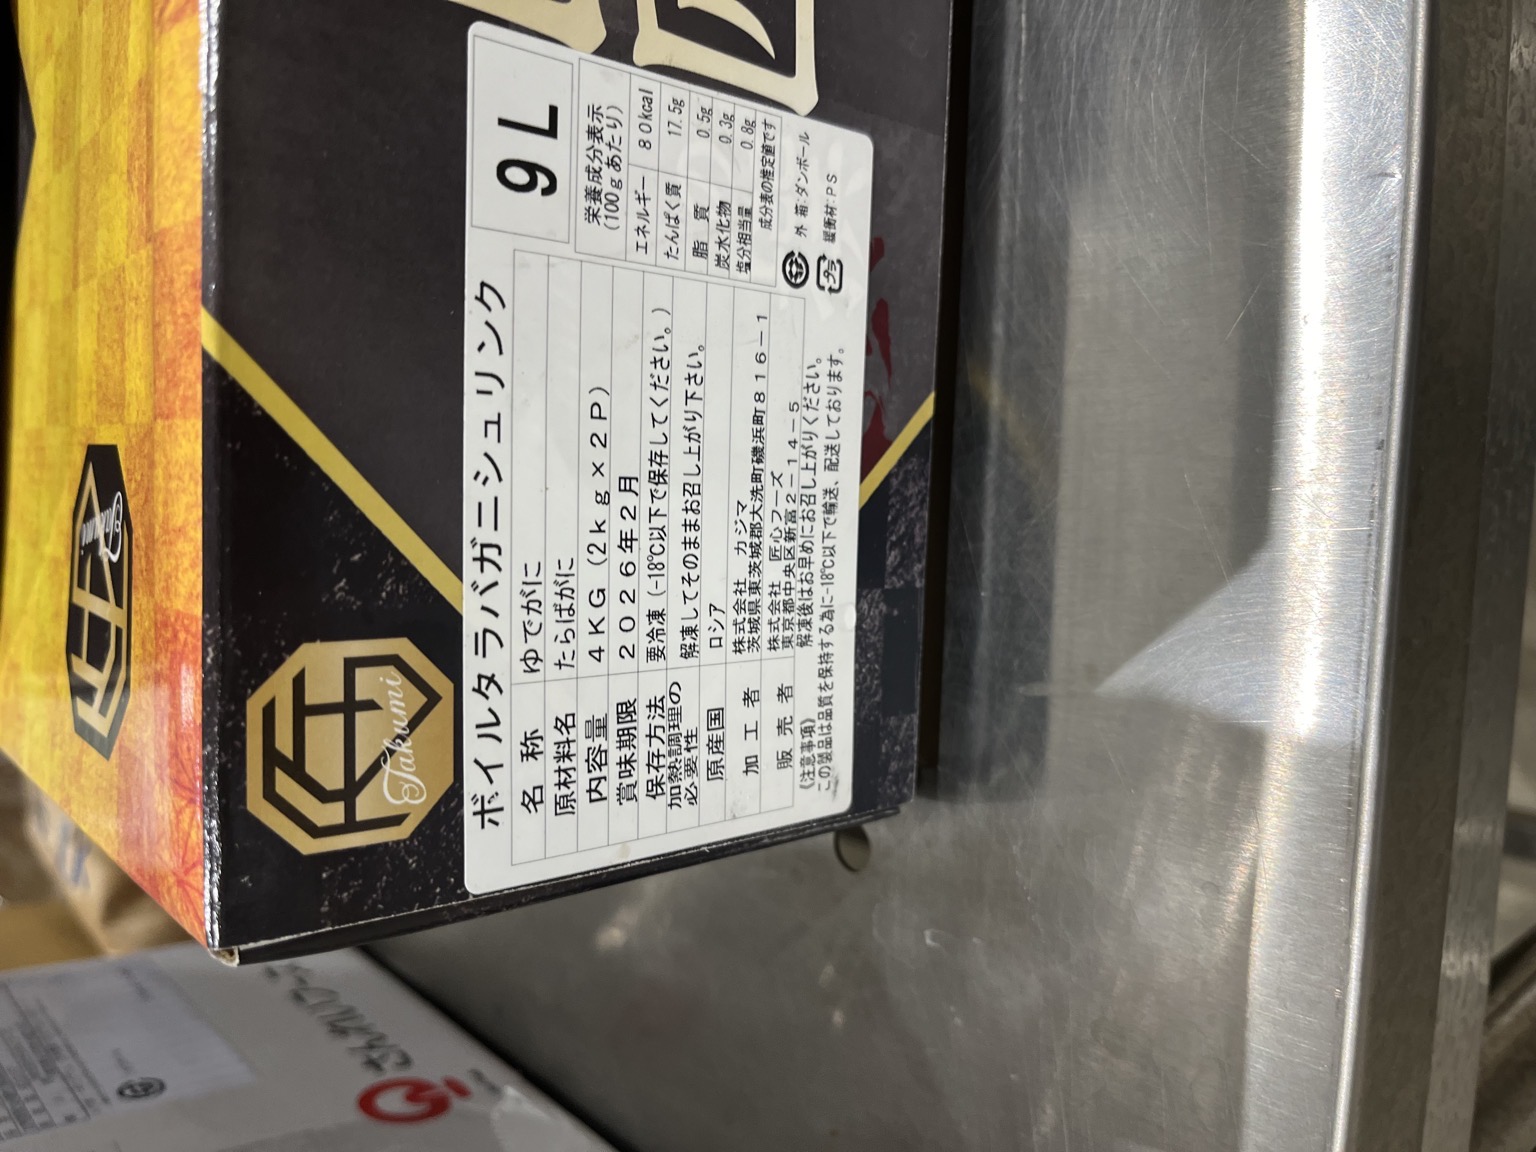 ボイルタラバガニシュリンク
9L
名称 ゆでがに
原材料名 たらばがに
内容量 4KG(2kg×2P)
賞味期限 2026年2月
保存方法 要冷凍(-18℃以下で保存してください。)
加熱調理の必要性 解凍してそのままお召し上がり下さい。
原産国 ロシア
加工者 株式会社 カジマ
茨城県東茨城郡大洗町磯浜町816-1
販売者 株式会社 匠心フーズ
東京都中央区新富2-14-5
《注意事項》 解凍後はお早めにお召し上がりください。
この製品は品質を保持する為に-18℃以下で輸送、配送しております。
栄養成分表示
(100gあたり)
エネルギー 80kcal
たんぱく質 17.5g
脂質 0.5g
炭水化物 0.3g
塩分相当量 0.8g
成分表の推定値です
外箱:ダンボール
プラ 緩衝材:PS
Takumi
Takumi